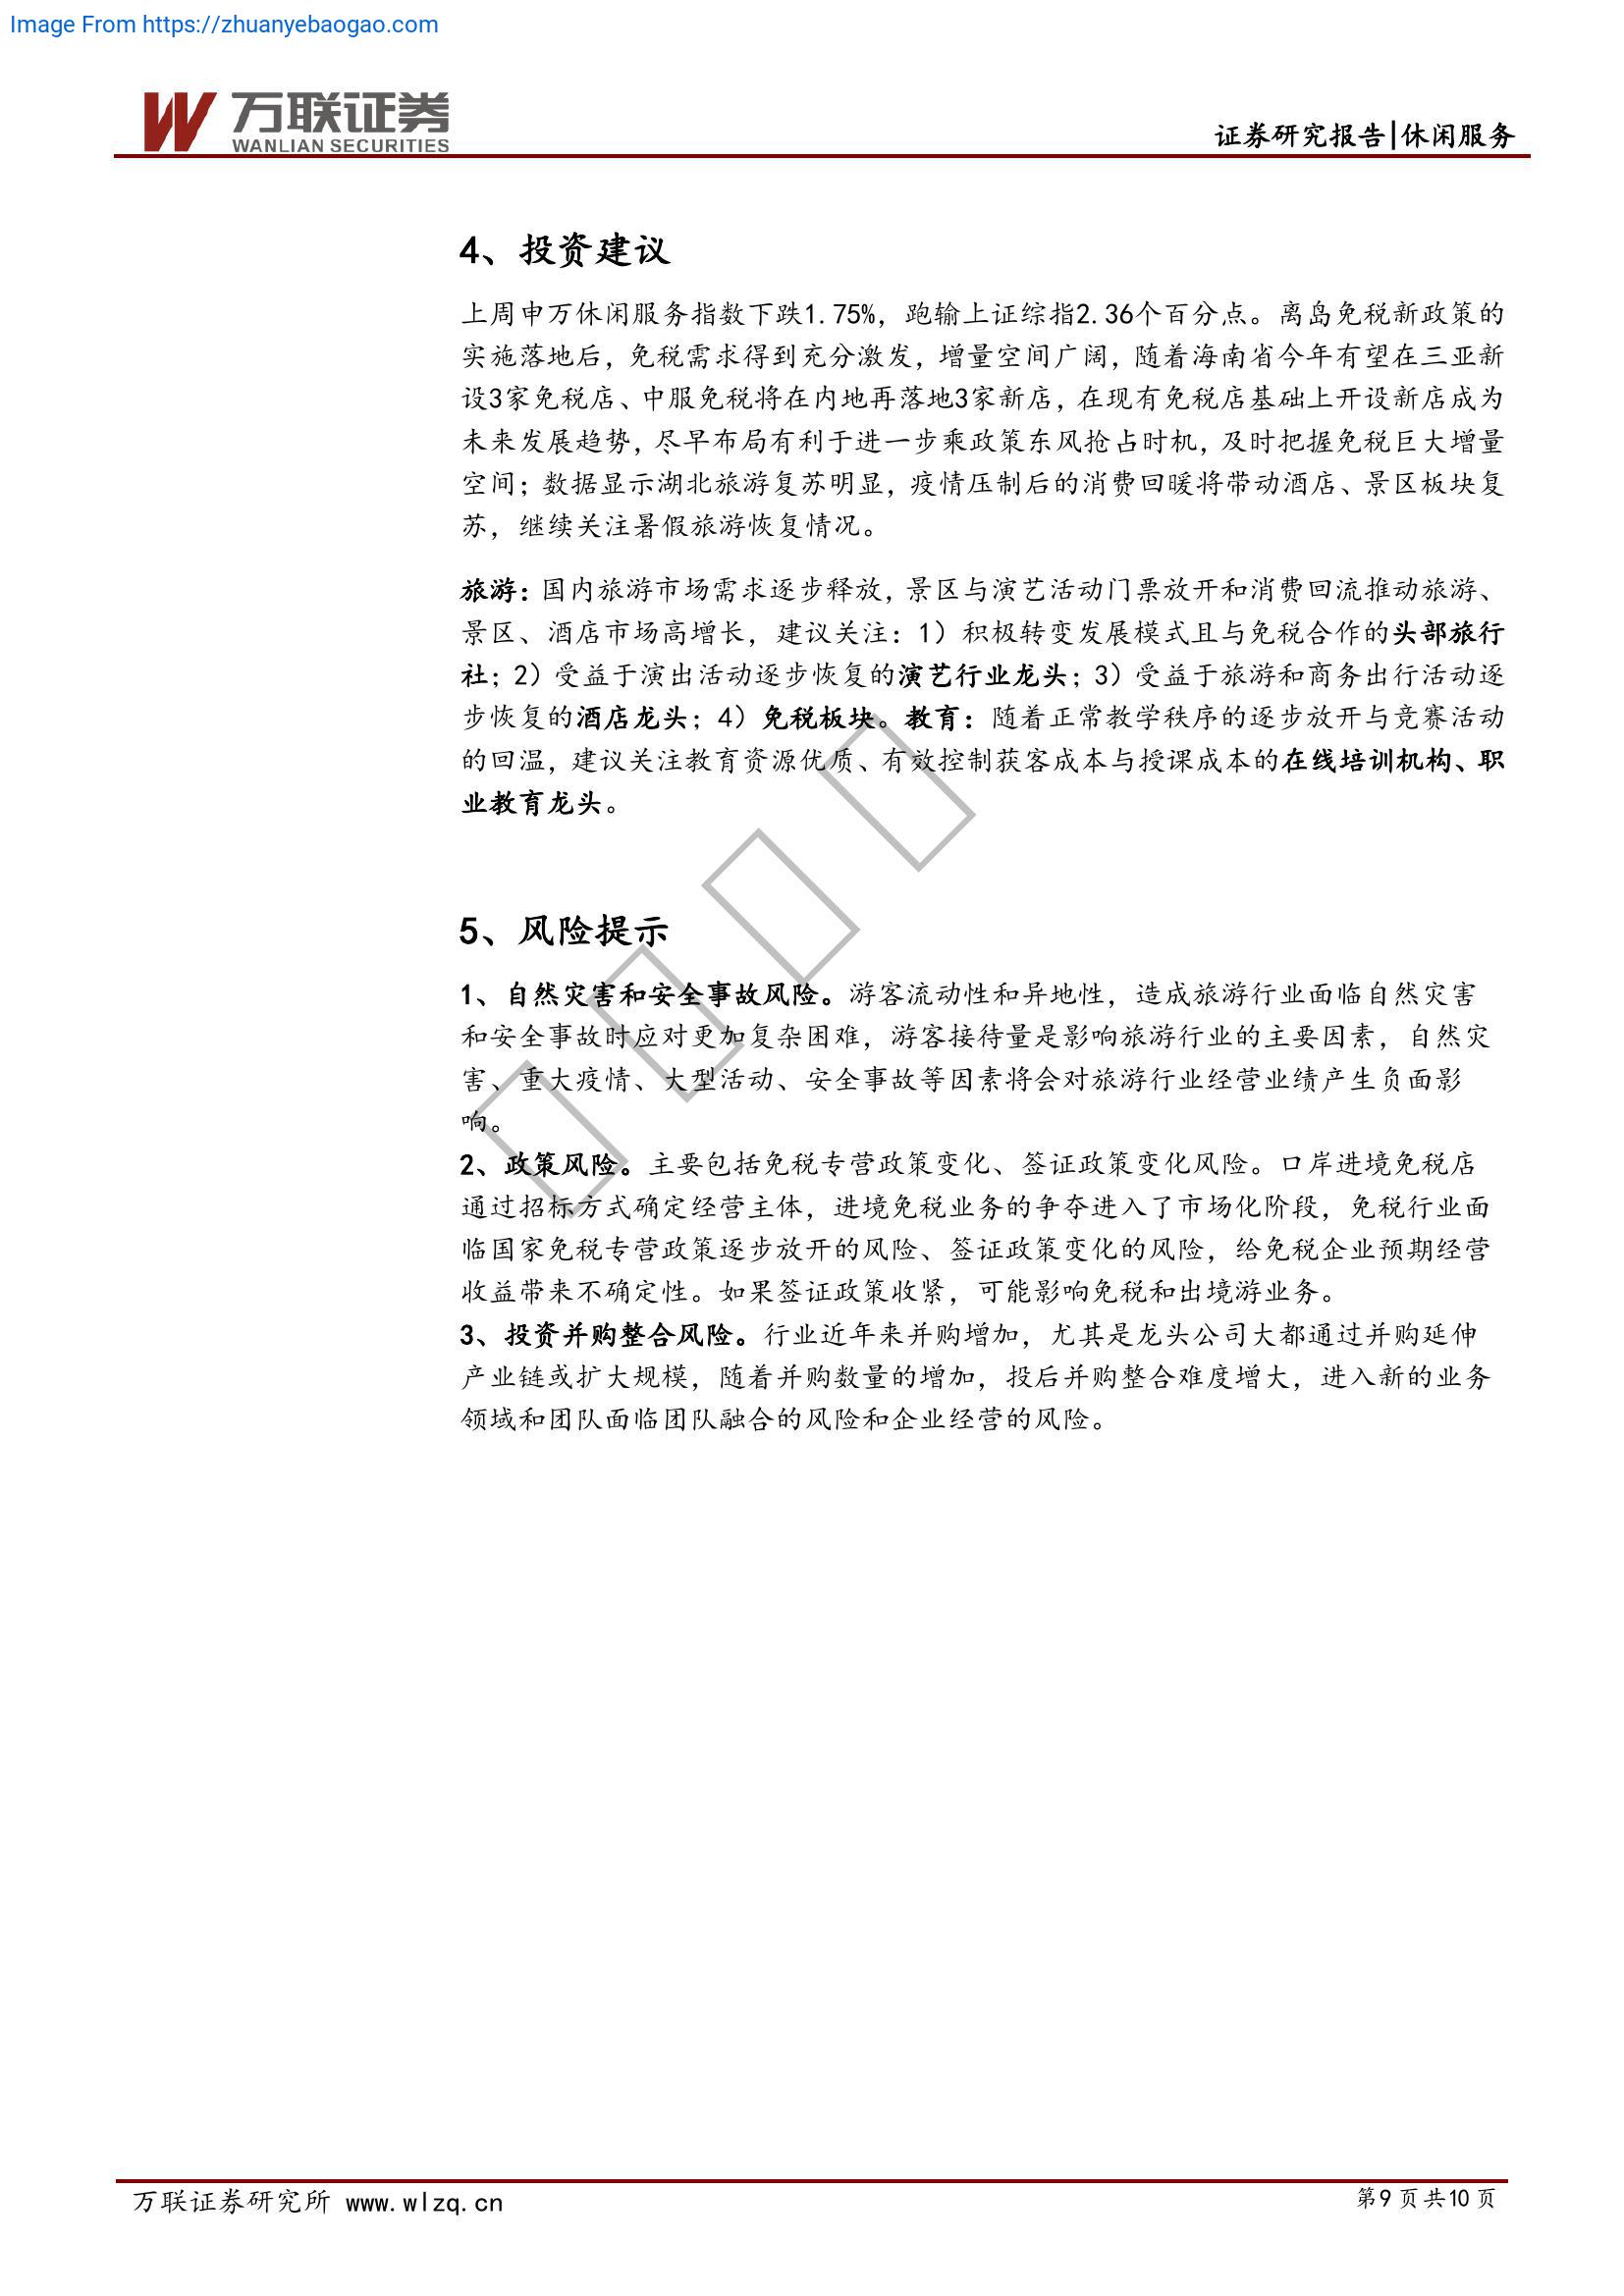 Image From https://zhuanyebaogao.com
万联证券
WANLIAN SECURITIES
证券研究报告|休闲服务
4、投资建议
上周申万休闲服务指数下跌1.75%，跑输上证综指2.36个百分点。离岛免税新政策的
实施落地后，免税需求得到充分激发，增量空间广阔，随着海南省今年有望在三亚新
设3家免税店、中服免税将在内地再落地3家新店，在现有免税店基础上开设新店成为
未来发展趋势，尽早布局有利于进一步乘政策东风抢占时机，及时把握免税巨大增量
空间；数据显示湖北旅游复苏明显，疫情压制后的消费回暖将带动酒店、景区板块复
苏，继续关注暑假旅游恢复情况。
旅游：国内旅游市场需求逐步释放，景区与演艺活动门票放开和消费回流推动旅游、
景区、酒店市场高增长，建议关注：1）积极转变发展模式且与免税合作的头部旅行
社；2）受益于演出活动逐步恢复的演艺行业龙头；3）受益于旅游和商务出行活动逐
步恢复的酒店龙头；4）免税板块。教育：随着正常教学秩序的逐步放开与竞赛活动
的回温，建议关注教育资源优质、有效控制获客成本与授课成本的在线培训机构、职
业教育龙头。
5、风险提示
1、自然灾害和安全事故风险。游客流动性和异地性，造成旅游行业面临自然灾害
和安全事故时应对更加复杂困难，游客接待量是影响旅游行业的主要因素，自然灾
害、重大疫情、大型活动、安全事故等因素将会对旅游行业经营业绩产生负面影
响。
2、政策风险。主要包括免税专营政策变化、签证政策变化风险。口岸进境免税店
通过招标方式确定经营主体，进境免税业务的争夺进入了市场化阶段，免税行业面
临国家免税专营政策逐步放开的风险、签证政策变化的风险，给免税企业预期经营
收益带来不确定性。如果签证政策收紧，可能影响免税和出境游业务。
3、投资并购整合风险。行业近年来并购增加，尤其是龙头公司大都通过并购延伸
产业链或扩大规模，随着并购数量的增加，投后并购整合难度增大，进入新的业务
领域和团队面临团队融合的风险和企业经营的风险。
万联证券研究所 www.wlzq.cn
第9页共10页